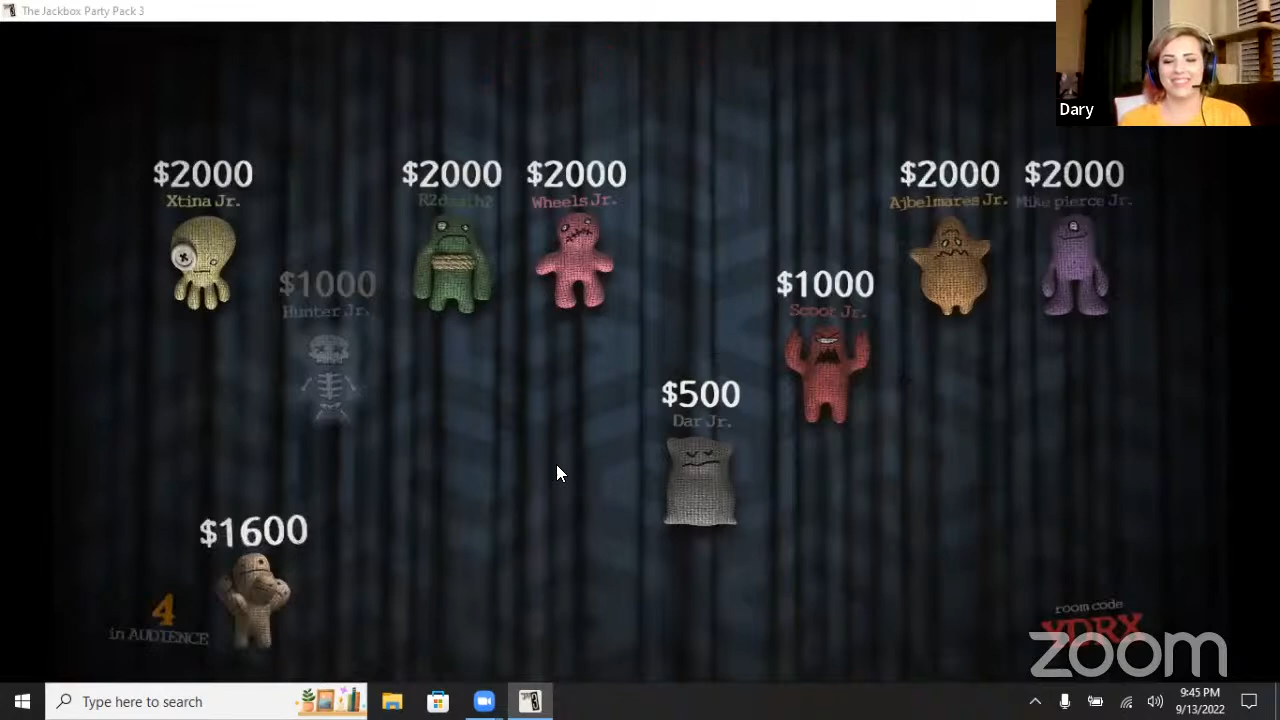 The Jackbox Party Pack 3
Dary
$2000
Xtina Jr.
$1000
Hunter Jr.
$2000
$2000
Wheels Jr.
$500
Dar Jr.
$1000
Scoot Jr.
$2000
Ajbelmares Jr.
$2000
Mike pierce Jr.
$1600
4
in AUDIENCE
room code
YDRX
zoom
Type here to search
9:45 PM
9/13/2022